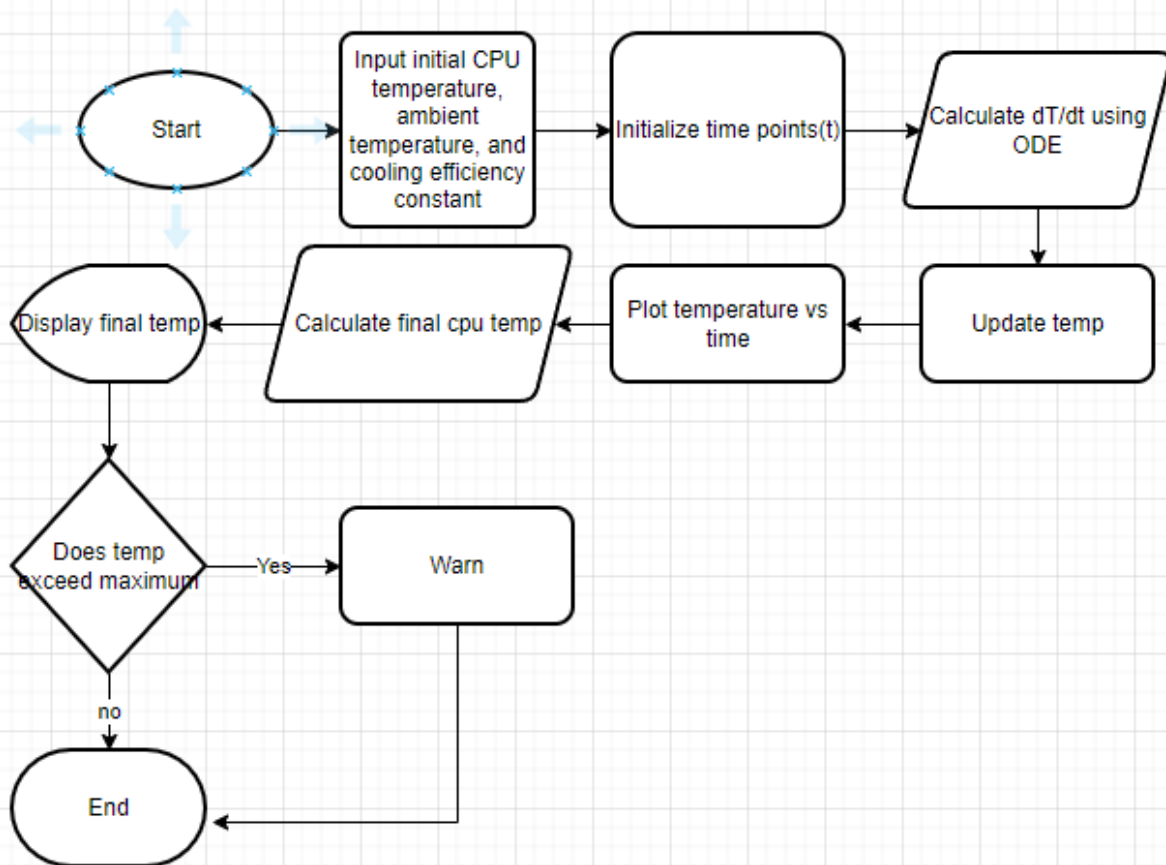 Start
Input initial CPU
temperature,
ambient
temperature, and
cooling efficiency
constant
Initialize time points(t)
Calculate dT/dt using
ODE
Display final temp
Calculate final cpu temp
Plot temperature vs
time
Update temp
Does temp
exceed maximum
Yes
Warn
no
End